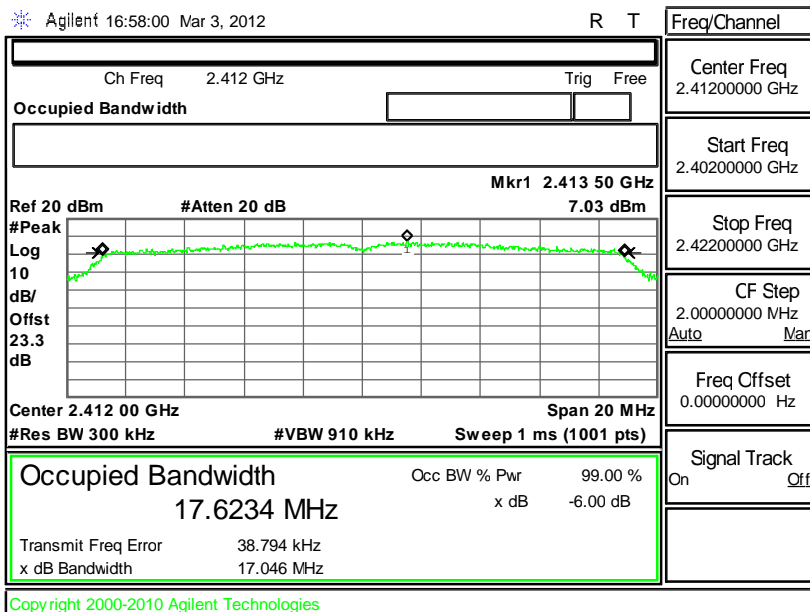 Agilent 16:58:00 Mar 3, 2012 R T
Ch Freq 2.412 GHz Trig Free
Occupied Bandwidth
Mkr1 2.413 50 GHz
Ref 20 dBm #Atten 20 dB 7.03 dBm
#Peak
Log
10
dB/
Offst
23.3
dB
1
Center 2.412 00 GHz Span 20 MHz
#Res BW 300 kHz #VBW 910 kHz Sweep 1 ms (1001 pts)
Occupied Bandwidth
17.6234 MHz
Occ BW % Pwr 99.00 %
x dB -6.00 dB
Transmit Freq Error 38.794 kHz
x dB Bandwidth 17.046 MHz
Copyright 2000-2010 Agilent Technologies
Freq/Channel
Center Freq
2.41200000 GHz
Start Freq
2.40200000 GHz
Stop Freq
2.42200000 GHz
CF Step
2.00000000 MHz
Auto Man
Freq Offset
0.00000000 Hz
Signal Track
On Off